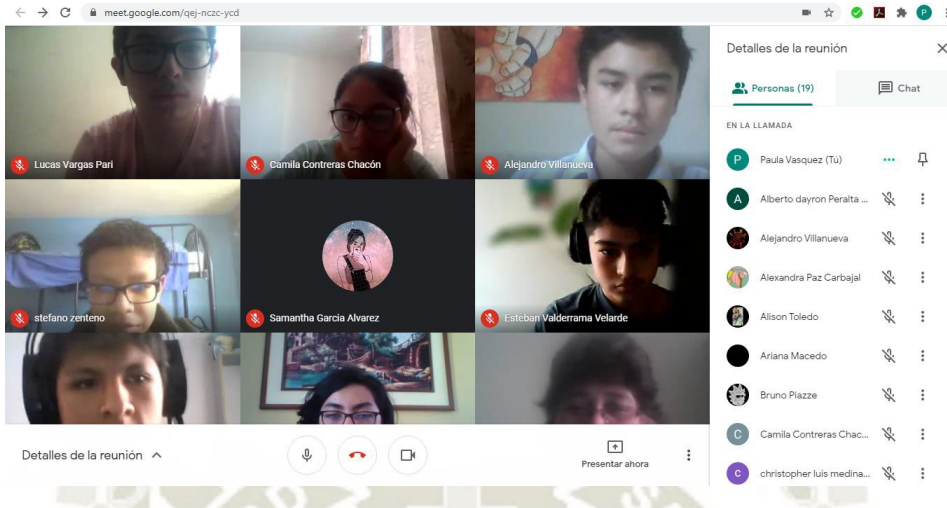 meet.google.com/qej-nczc-ycd
P
Lucas Vargas Pari
Camila Contreras Chacón
Alejandro Villanueva
stefano zenteno
Samantha Garcia Alvarez
Esteban Valderrama Velarde
Detalles de la reunión
Presentar ahora
Detalles de la reunión
Personas (19)
Chat
EN LA LLAMADA
P Paula Vasquez (Tú)
A Alberto dayron Peralta ...
Alejandro Villanueva
Alexandra Paz Carbajal
Alison Toledo
Ariana Macedo
Bruno Piazze
C Camila Contreras Chac...
c christopher luis medina...